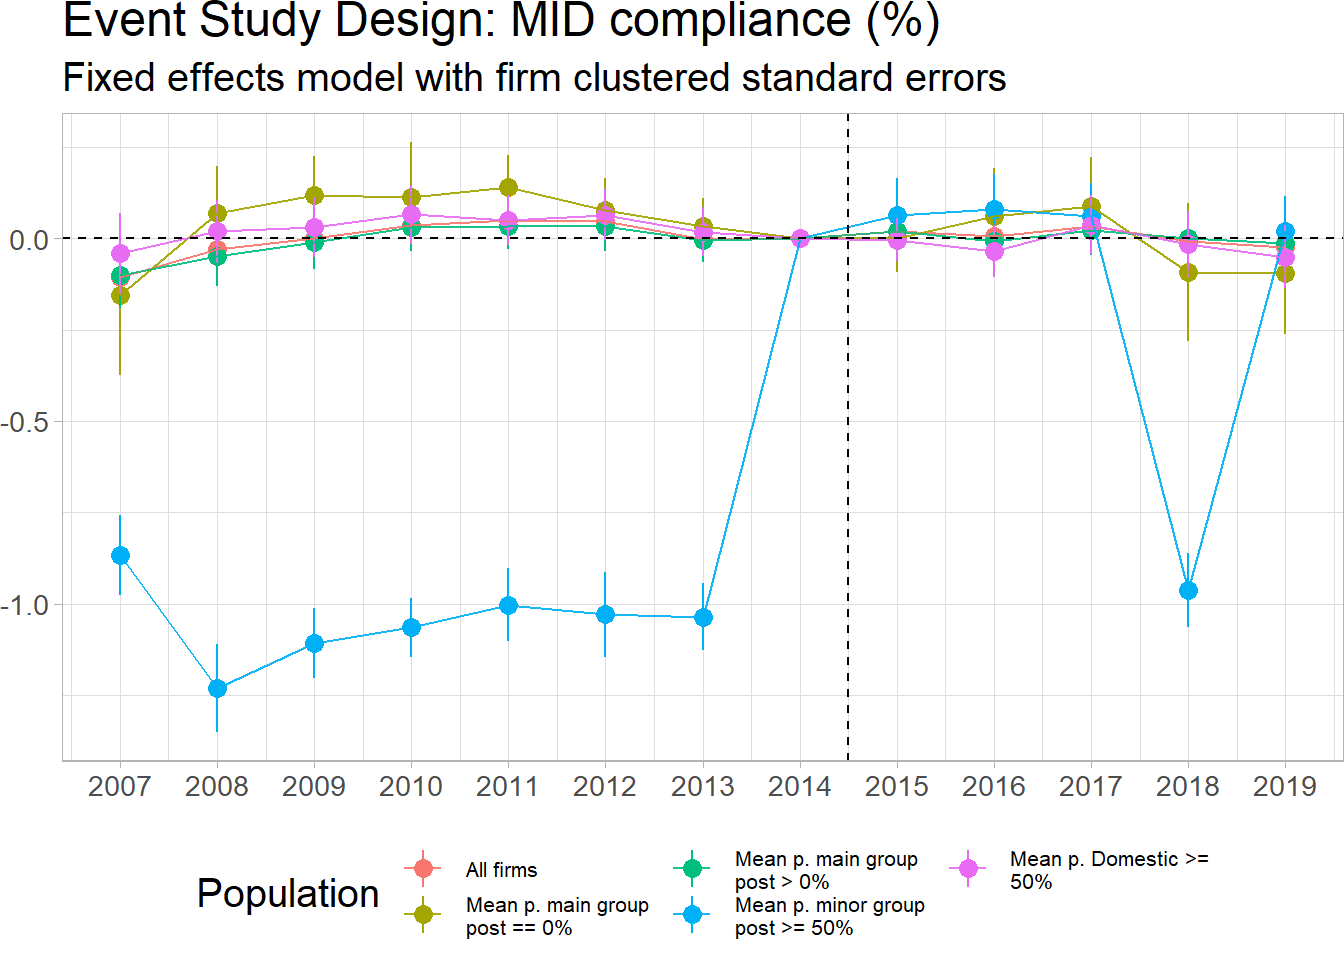 Event Study Design: MID compliance (%)
Fixed effects model with firm clustered standard errors
0.0
-0.5
-1.0
2007 2008 2009 2010 2011 2012 2013 2014 2015 2016 2017 2018 2019
Population
All firms
Mean p. main group
post == 0%
Mean p. main group
post > 0%
Mean p. minor group
post >= 50%
Mean p. Domestic >=
50%